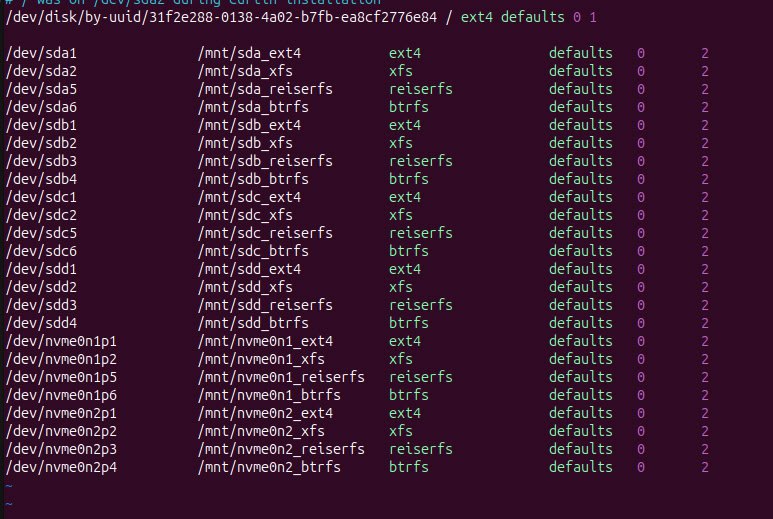 # / was on /dev/sda2 during curtin installation
/dev/disk/by-uuid/31f2e288-0138-4a02-b7fb-ea8cf2776e84 / ext4 defaults 0 1
/dev/sda1 /mnt/sda_ext4 ext4 defaults 0 2
/dev/sda2 /mnt/sda_xfs xfs defaults 0 2
/dev/sda5 /mnt/sda_reiserfs reiserfs defaults 0 2
/dev/sda6 /mnt/sda_btrfs btrfs defaults 0 2
/dev/sdb1 /mnt/sdb_ext4 ext4 defaults 0 2
/dev/sdb2 /mnt/sdb_xfs xfs defaults 0 2
/dev/sdb3 /mnt/sdb_reiserfs reiserfs defaults 0 2
/dev/sdb4 /mnt/sdb_btrfs btrfs defaults 0 2
/dev/sdc1 /mnt/sdc_ext4 ext4 defaults 0 2
/dev/sdc2 /mnt/sdc_xfs xfs defaults 0 2
/dev/sdc5 /mnt/sdc_reiserfs reiserfs defaults 0 2
/dev/sdc6 /mnt/sdc_btrfs btrfs defaults 0 2
/dev/sdd1 /mnt/sdd_ext4 ext4 defaults 0 2
/dev/sdd2 /mnt/sdd_xfs xfs defaults 0 2
/dev/sdd3 /mnt/sdd_reiserfs reiserfs defaults 0 2
/dev/sdd4 /mnt/sdd_btrfs btrfs defaults 0 2
/dev/nvme0n1p1 /mnt/nvme0n1_ext4 ext4 defaults 0 2
/dev/nvme0n1p2 /mnt/nvme0n1_xfs xfs defaults 0 2
/dev/nvme0n1p5 /mnt/nvme0n1_reiserfs reiserfs defaults 0 2
/dev/nvme0n1p6 /mnt/nvme0n1_btrfs btrfs defaults 0 2
/dev/nvme0n2p1 /mnt/nvme0n2_ext4 ext4 defaults 0 2
/dev/nvme0n2p2 /mnt/nvme0n2_xfs xfs defaults 0 2
/dev/nvme0n2p3 /mnt/nvme0n2_reiserfs reiserfs defaults 0 2
/dev/nvme0n2p4 /mnt/nvme0n2_btrfs btrfs defaults 0 2
~
~